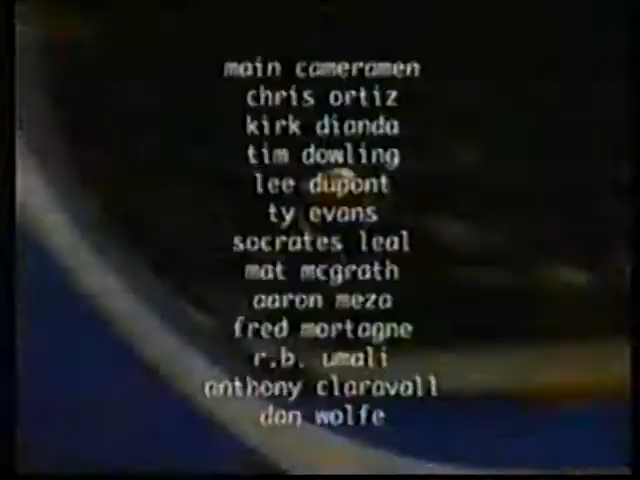 main cameramen
chris ortiz
kirk dianda
tim dowling
lee dupont
ty evans
socrates leal
mat mcgrath
aaron meza
fred mortagne
r.b. umali
anthony claravall
dan wolfe